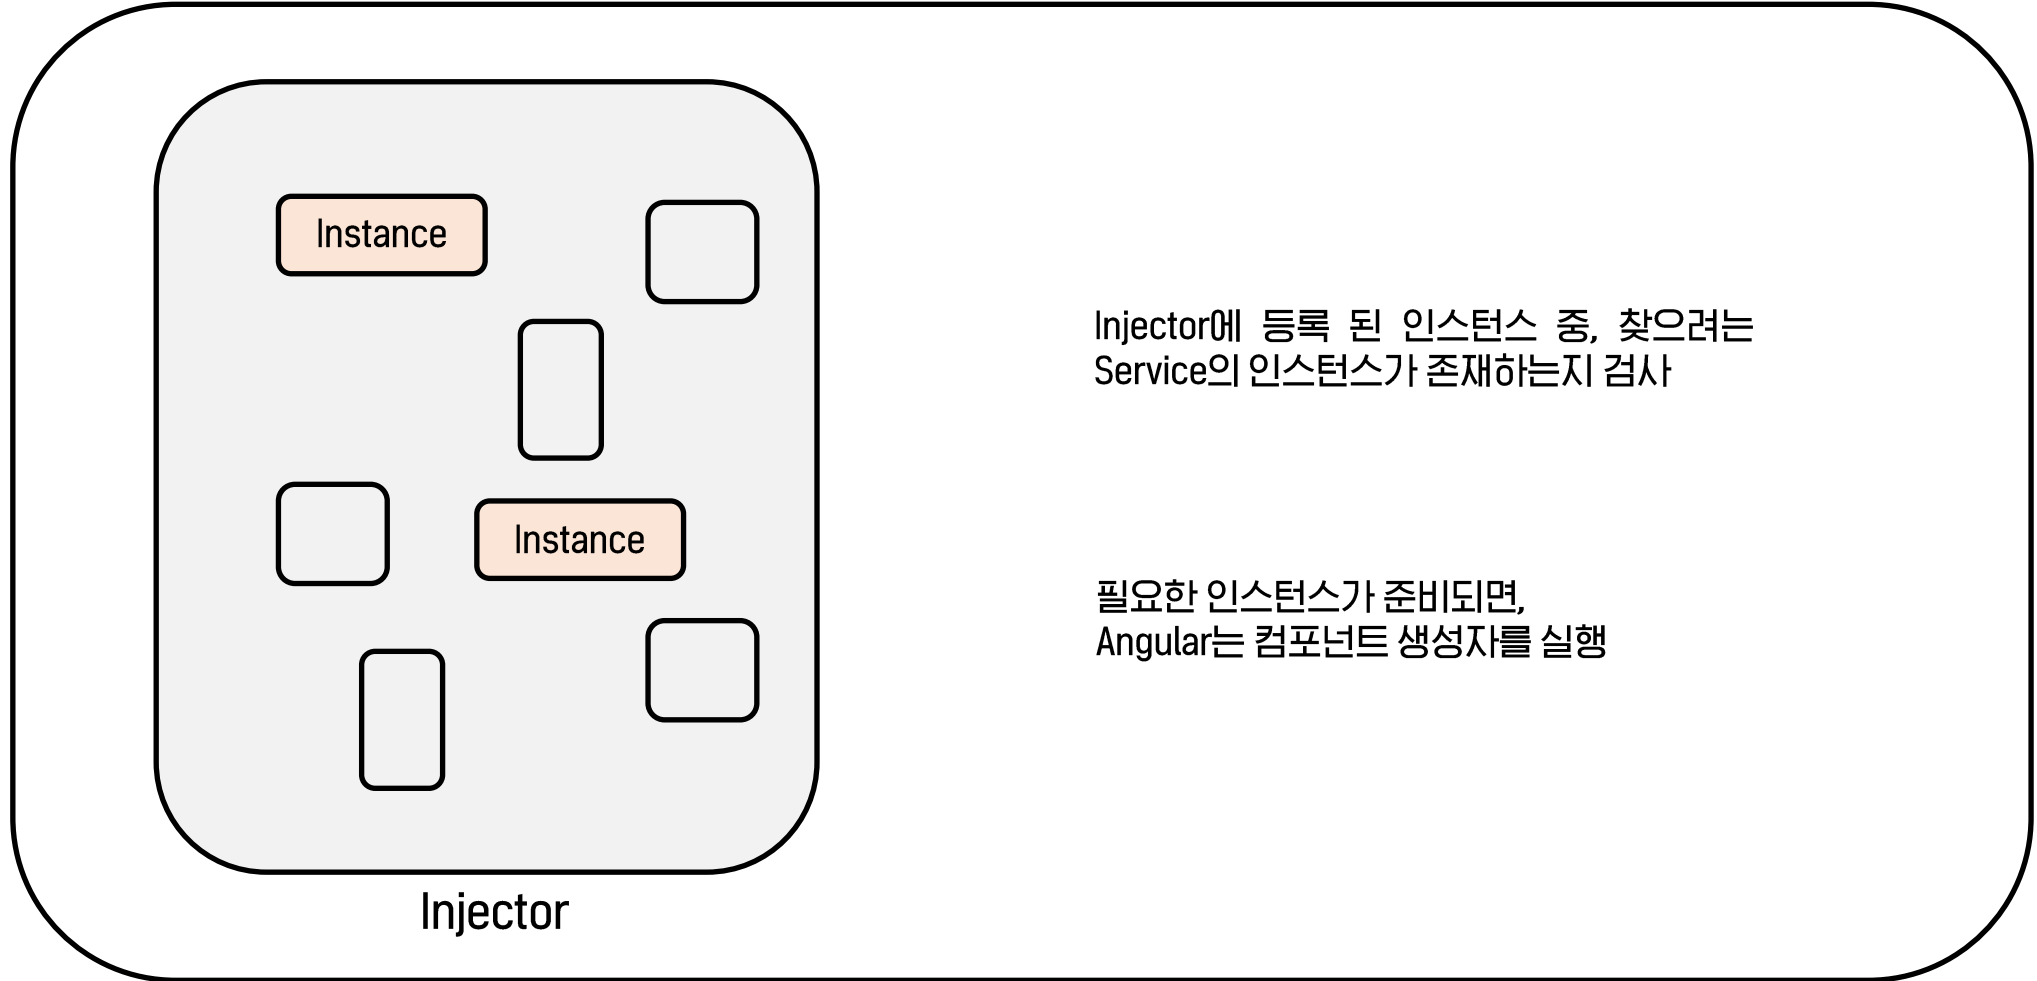 Instance
Instance
Injector
Injector에 등록 된 인스턴스 중, 찾으려는
Service의 인스턴스가 존재하는지 검사
필요한 인스턴스가 준비되면,
Angular는 컴포넌트 생성자를 실행